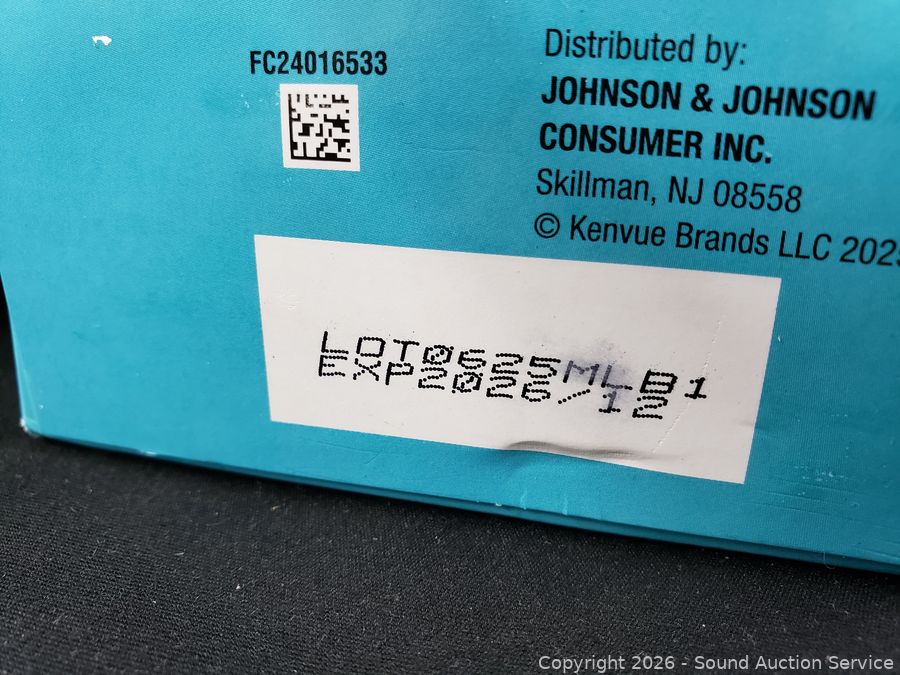 FC24016533
Distributed by:
JOHNSON & JOHNSON
CONSUMER INC.
Skillman, NJ 08558
© Kenvue Brands LLC 2025
LOT0625MLB1
EXP2026/12
Copyright 2026 - Sound Auction Service